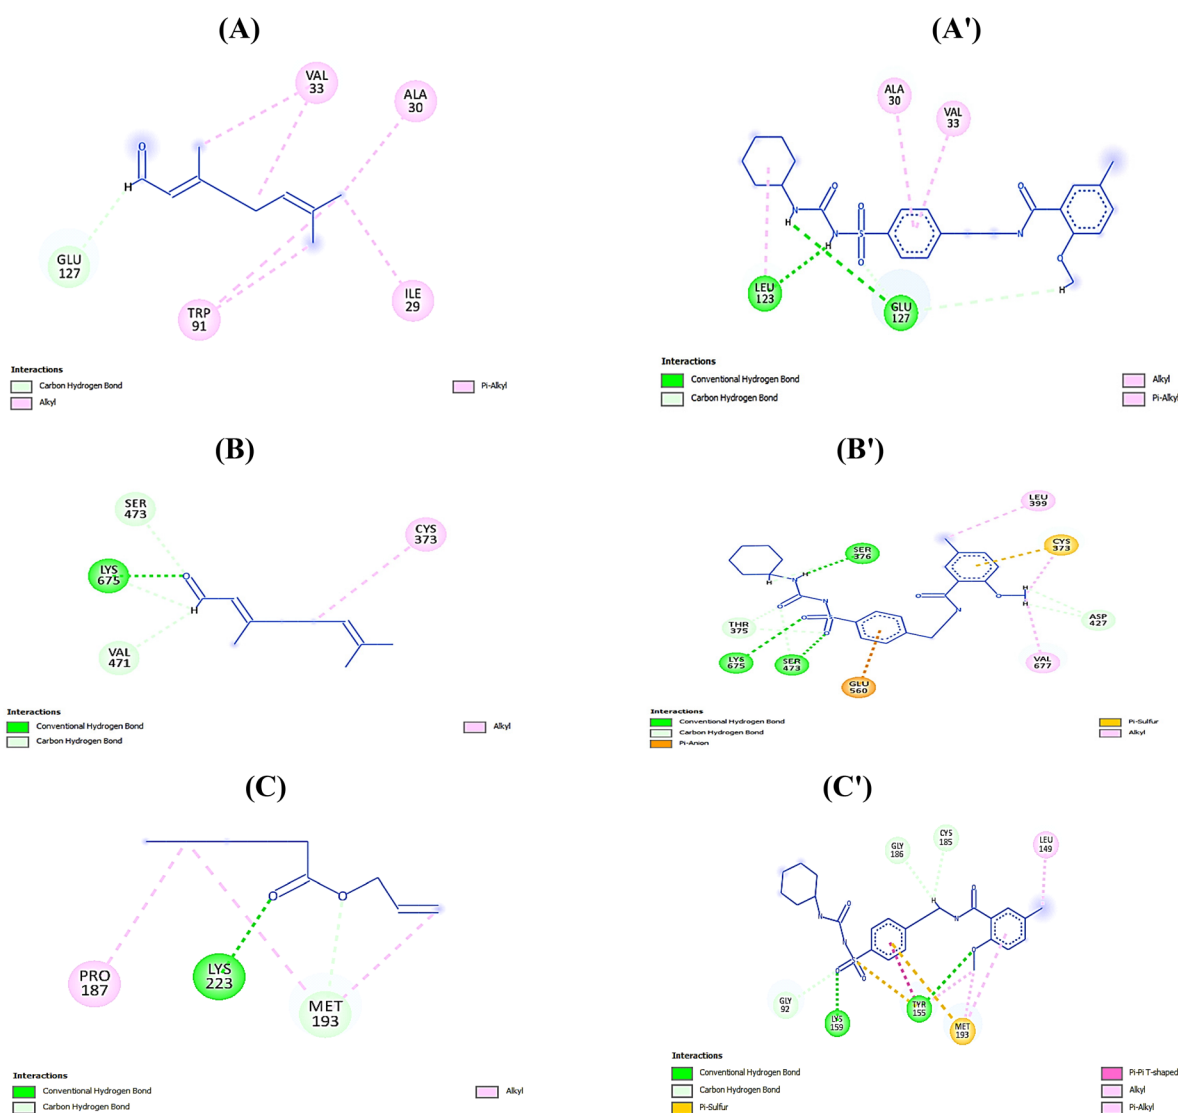 (A)
VAL
33
ALA
30
O
H
GLU
127
TRP
91
ILE
29
Interactions
Carbon Hydrogen Bond
Alkyl
Pi-Alkyl
(A')
ALA
30
VAL
33
O
O
N
H
N
H
O
S
O
N
O
H
LEU
123
GLU
127
Interactions
Conventional Hydrogen Bond
Carbon Hydrogen Bond
Alkyl
Pi-Alkyl
(B)
SER
473
CYS
373
LYS
675
O
H
VAL
471
Interactions
Conventional Hydrogen Bond
Carbon Hydrogen Bond
Alkyl
(B')
LEU
399
SER
376
CYS
373
H
N
H
O
N
O
S
O
O
N
O
H
H
THR
375
ASP
427
LYS
675
SER
473
VAL
677
GLU
560
Interactions
Conventional Hydrogen Bond
Carbon Hydrogen Bond
Pi-Anion
Pi-Sulfur
Alkyl
(C)
O
O
PRO
187
LYS
223
MET
193
Interactions
Conventional Hydrogen Bond
Carbon Hydrogen Bond
Alkyl
(C')
GLY
186
CYS
185
LEU
149
H
O
N
O
N
N
O
S
O
O
GLY
92
LYS
159
TYR
155
MET
193
Interactions
Conventional Hydrogen Bond
Carbon Hydrogen Bond
Pi-Sulfur
Pi-Pi T-shaped
Alkyl
Pi-Alkyl